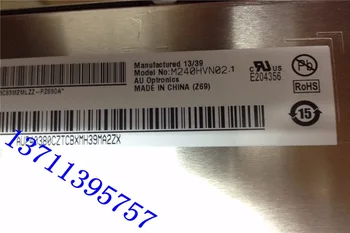 Manufactured 13/39
Model No: M240HVN02.1
AU Optronics
MADE IN CHINA (Z69)
E204356
RoHS
15
13711395757